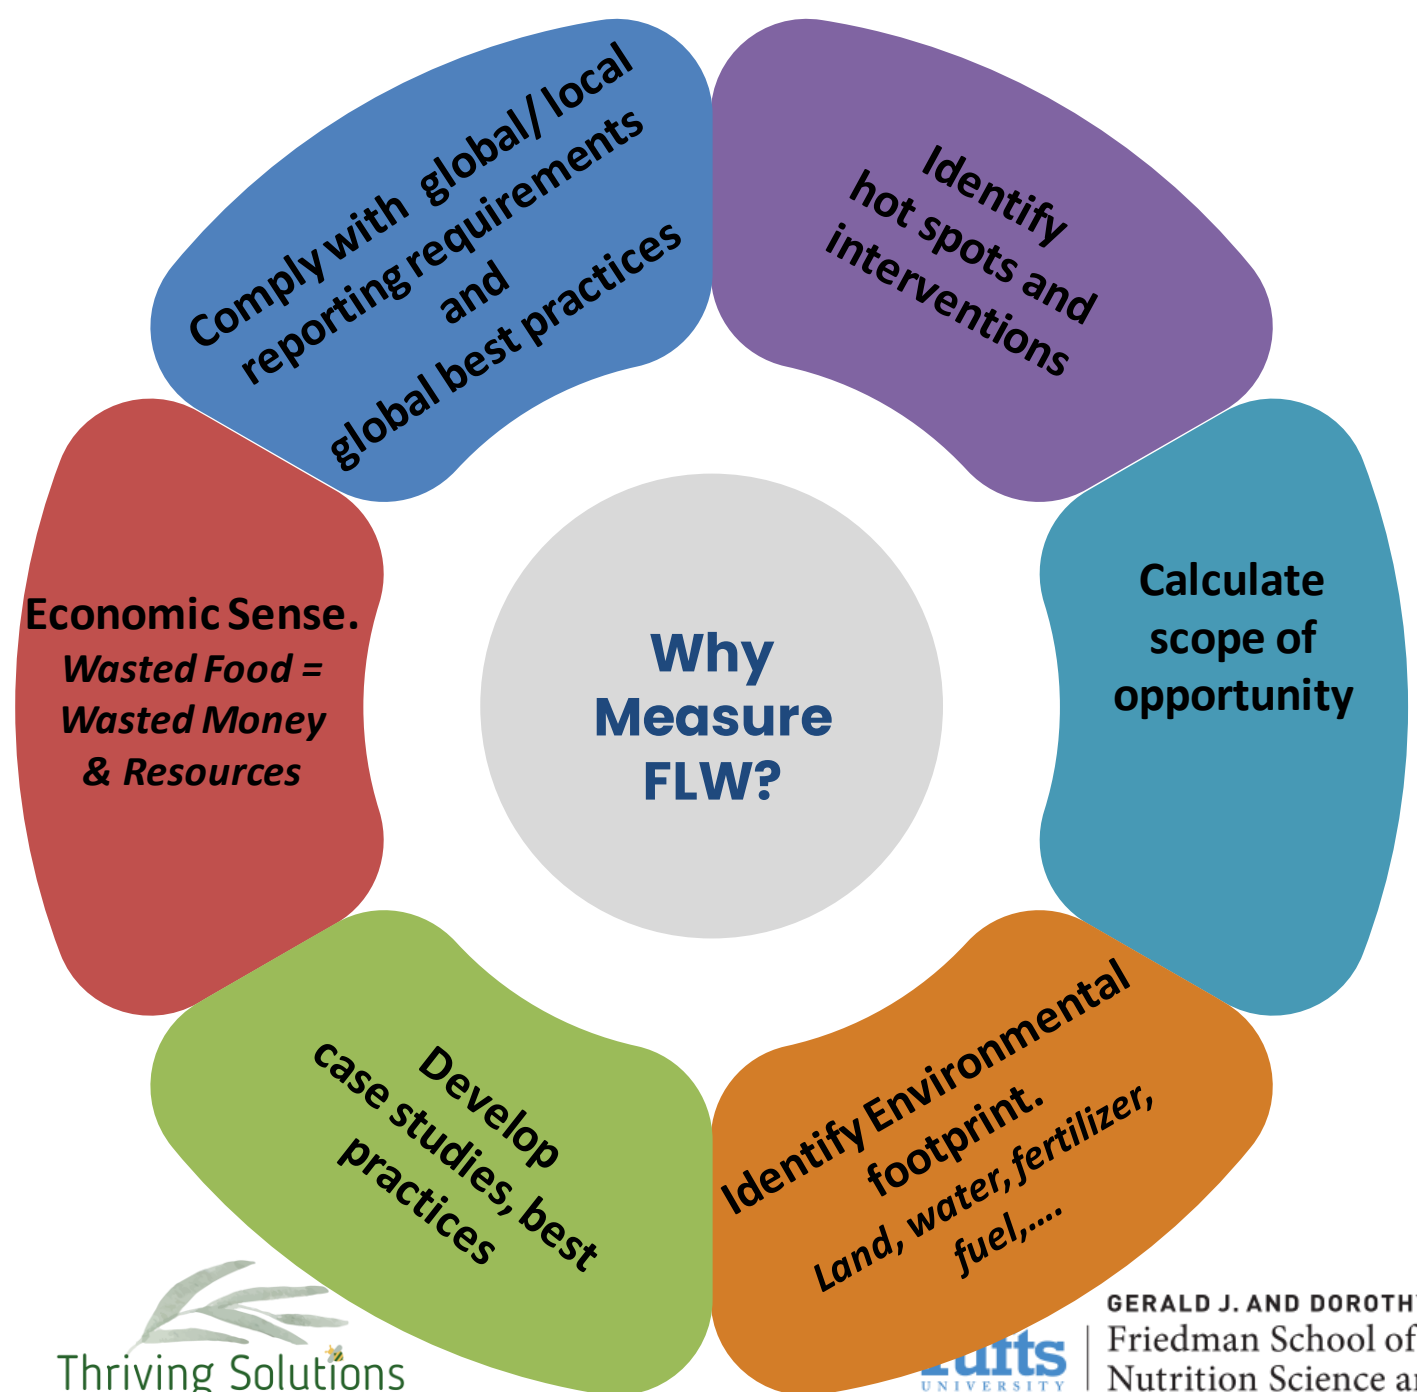 Comply with global/ local
reporting requirements
and
global best practices
Identify
hot spots and
interventions
Economic Sense.
Wasted Food =
Wasted Money
& Resources
Why
Measure
FLW?
Calculate
scope of
opportunity
Develop
case studies, best
practices
Identify Environmental
footprint.
Land, water, fertilizer,
fuel,....
Thriving Solutions
Tufts
UNIVERSITY
GERALD J. AND DOROTHY
Friedman School of
Nutrition Science a